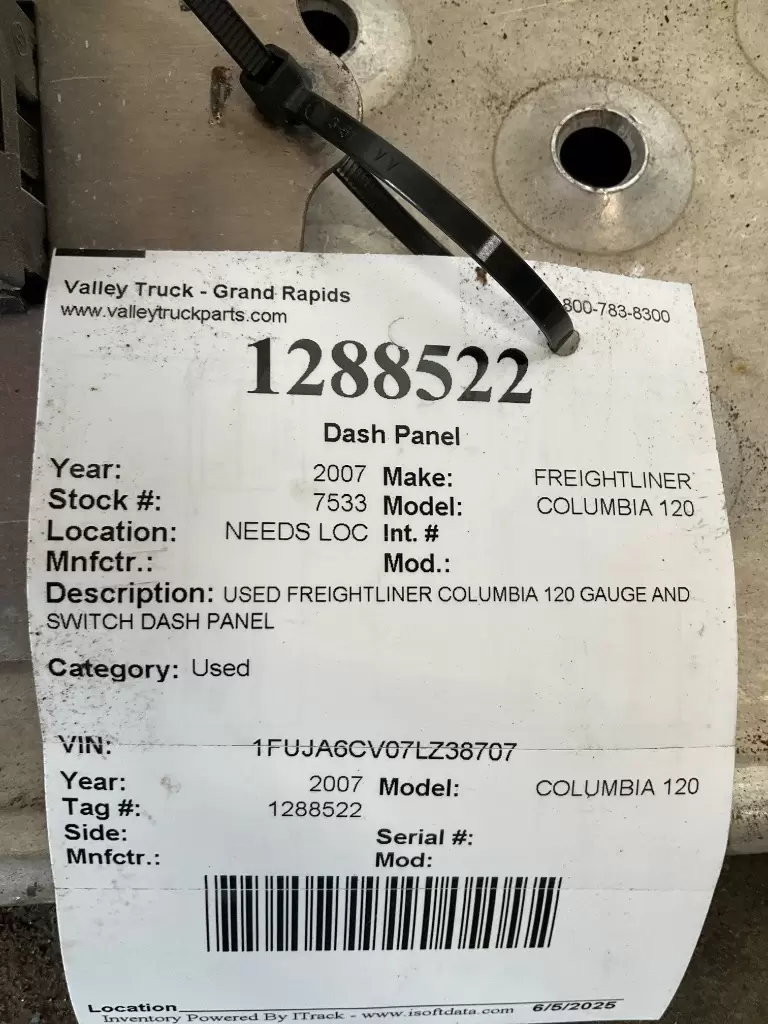 Valley Truck - Grand Rapids
www.valleytruckparts.com
800-783-8300
1288522
Dash Panel
Year: 2007 Make: FREIGHTLINER
Stock #: 7533 Model: COLUMBIA 120
Location: NEEDS LOC Int. #
Mnfctr.: Mod.:
Description: USED FREIGHTLINER COLUMBIA 120 GAUGE AND
SWITCH DASH PANEL
Category: Used
VIN: 1FUJA6CV07LZ38707
Year: 2007 Model: COLUMBIA 120
Tag #: 1288522
Side: Serial #:
Mnfctr.: Mod:
Location
Inventory Powered By ITrack - www.isoftdata.com 6/5/2025